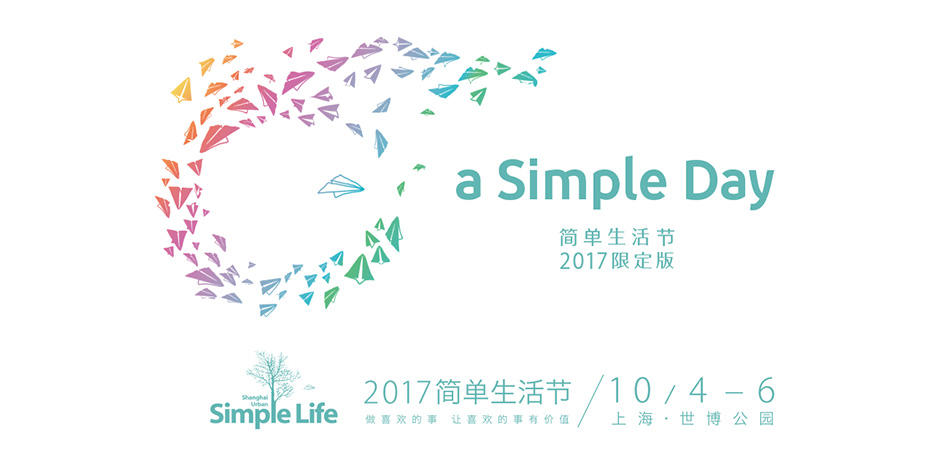 a Simple Day
简单生活节
2017限定版
Shanghai
Urban
Simple Life
2017简单生活节
做喜欢的事 让喜欢的事有价值
10 / 4 – 6
上海·世博公园